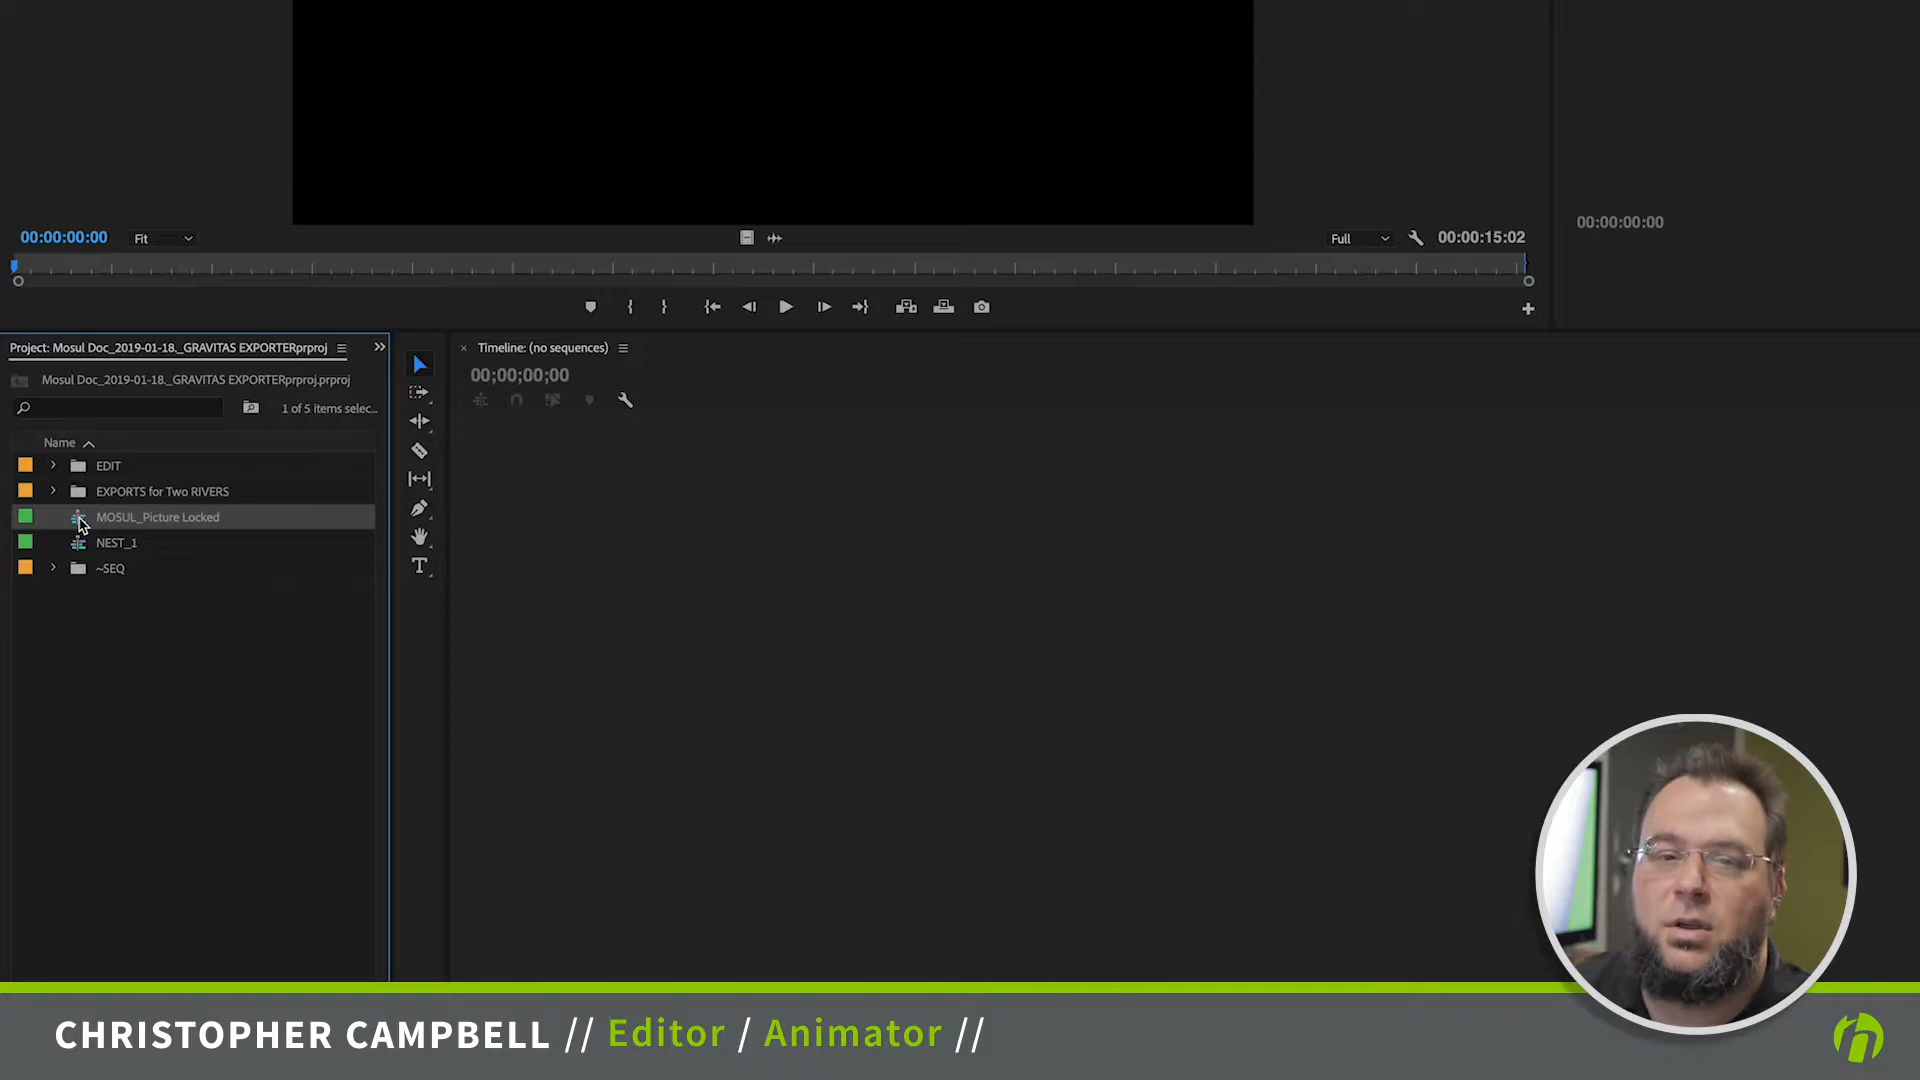 00:00:00:00
Fit
Full
00:00:15:02
00:00:00:00
Project: Mosul Doc_2019-01-18._GRAVITAS EXPORTERprproj
Mosul Doc_2019-01-18._GRAVITAS EXPORTERprproj.prproj
1 of 5 items selec...
Name
EDIT
EXPORTS for Two RIVERS
MOSUL_Picture Locked
NEST_1
~SEQ
Timeline: (no sequences)
00;00;00;00
CHRISTOPHER CAMPBELL // Editor / Animator //